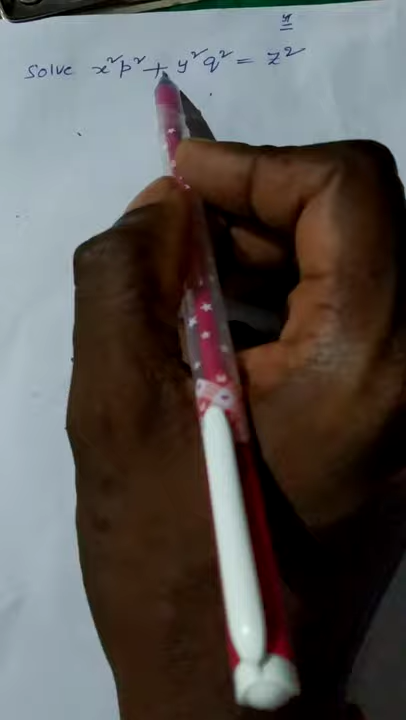 Solve x²p² + y²q² = z²